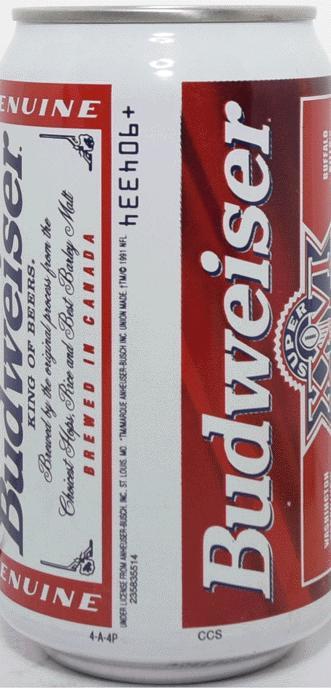 GENUINE
Budweiser.
KING OF BEERS.
Brewed by the original process from the
Choicest Hops, Rice and Best Barley Malt
BREWED IN CANADA
GENUINE
UNDER LICENSE FROM ANHEUSER-BUSCH, INC. ST. LOUIS, MO. *TM/MARQUE ANHEUSER-BUSCH INC. UNION MADE. †TM/© 1991 NFL
2358635514
Budweiser
SUPER
XXVI
BUFFALO
WASHINGTON
4-A-4P
CCS